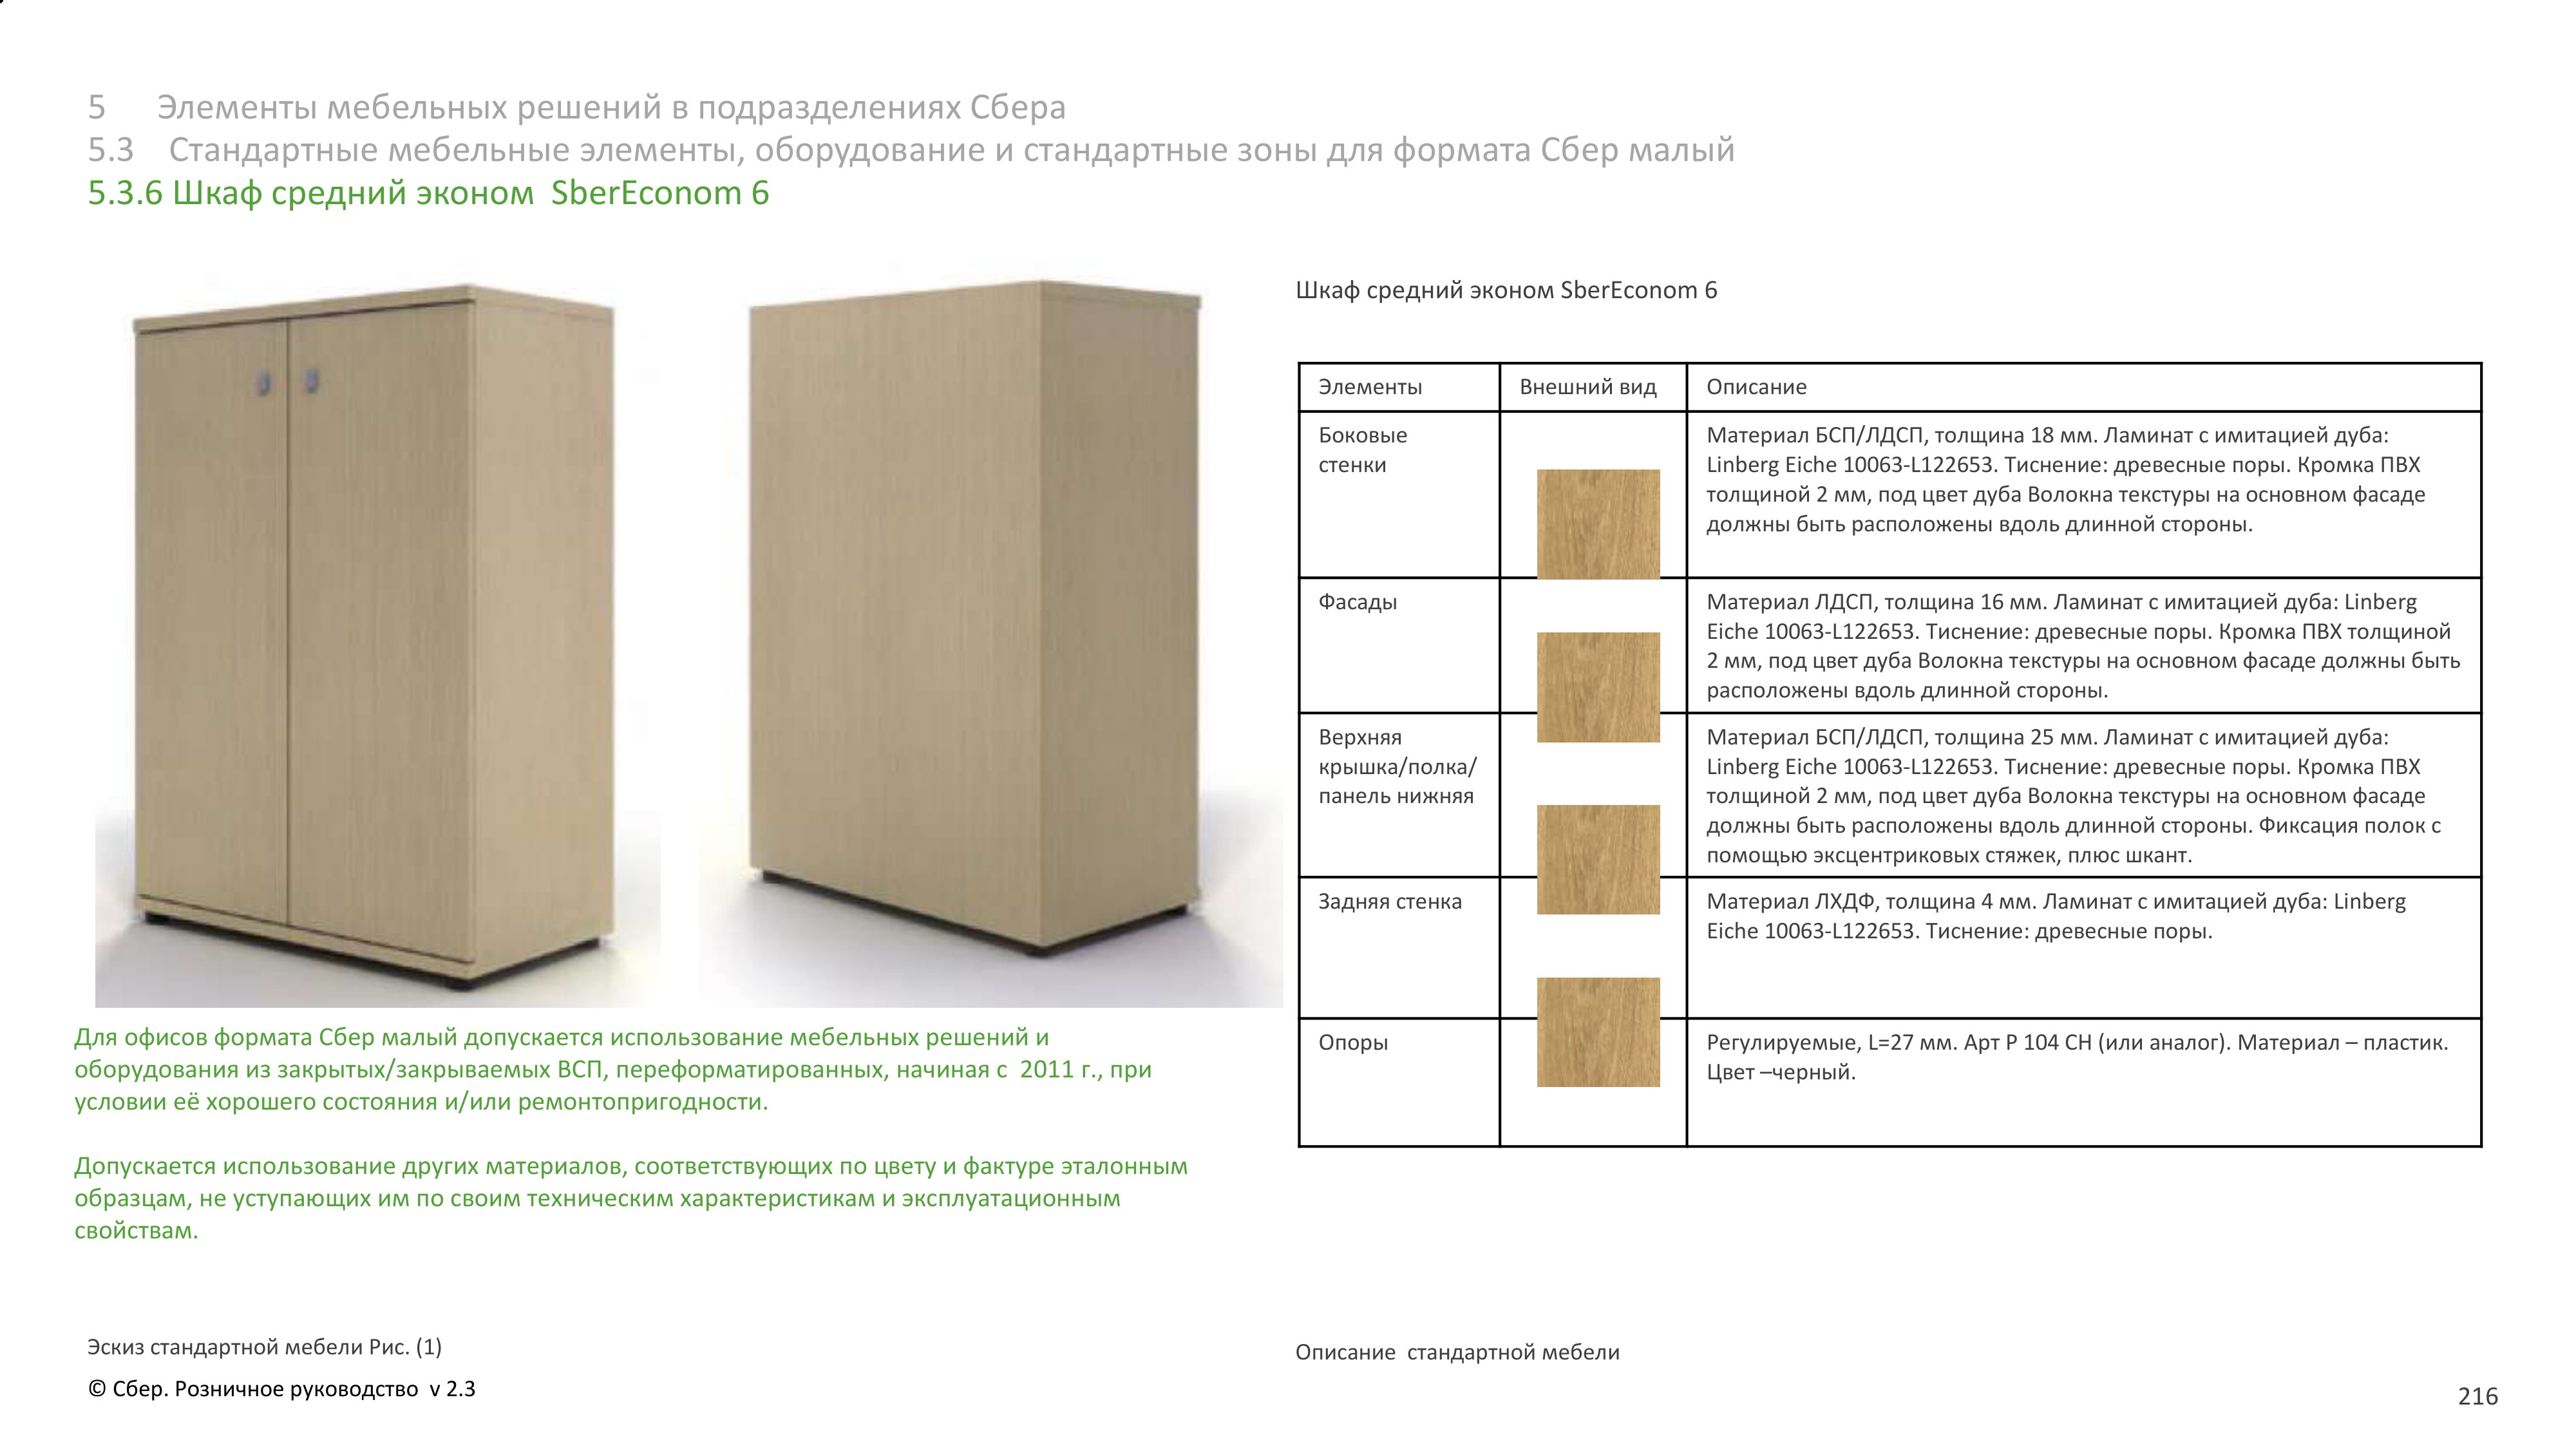 5 Элементы мебельных решений в подразделениях Сбера
5.3 Стандартные мебельные элементы, оборудование и стандартные зоны для формата Сбер малый
5.3.6 Шкаф средний эконом SberEconom 6
Шкаф средний эконом SberEconom 6
Элементы Внешний вид Описание
Боковые
стенки
Материал БСП/ЛДСП, толщина 18 мм. Ламинат с имитацией дуба:
Linberg Eiche 10063-L122653. Тиснение: древесные поры. Кромка ПВХ
толщиной 2 мм, под цвет дуба Волокна текстуры на основном фасаде
должны быть расположены вдоль длинной стороны.
Фасады
Материал ЛДСП, толщина 16 мм. Ламинат с имитацией дуба: Linberg
Eiche 10063-L122653. Тиснение: древесные поры. Кромка ПВХ толщиной
2 мм, под цвет дуба Волокна текстуры на основном фасаде должны быть
расположены вдоль длинной стороны.
Верхняя
крышка/полка/
панель нижняя
Материал БСП/ЛДСП, толщина 25 мм. Ламинат с имитацией дуба:
Linberg Eiche 10063-L122653. Тиснение: древесные поры. Кромка ПВХ
толщиной 2 мм, под цвет дуба Волокна текстуры на основном фасаде
должны быть расположены вдоль длинной стороны. Фиксация полок с
помощью эксцентриковых стяжек, плюс шкант.
Задняя стенка
Материал ЛХДФ, толщина 4 мм. Ламинат с имитацией дуба: Linberg
Eiche 10063-L122653. Тиснение: древесные поры.
Опоры
Регулируемые, L=27 мм. Арт P 104 CH (или аналог). Материал – пластик.
Цвет –черный.
Для офисов формата Сбер малый допускается использование мебельных решений и
оборудования из закрытых/закрываемых ВСП, переформатированных, начиная с 2011 г., при
условии её хорошего состояния и/или ремонтопригодности.
Допускается использование других материалов, соответствующих по цвету и фактуре эталонным
образцам, не уступающих им по своим техническим характеристикам и эксплуатационным
свойствам.
Эскиз стандартной мебели Рис. (1)
Описание стандартной мебели
© Сбер. Розничное руководство v 2.3
216